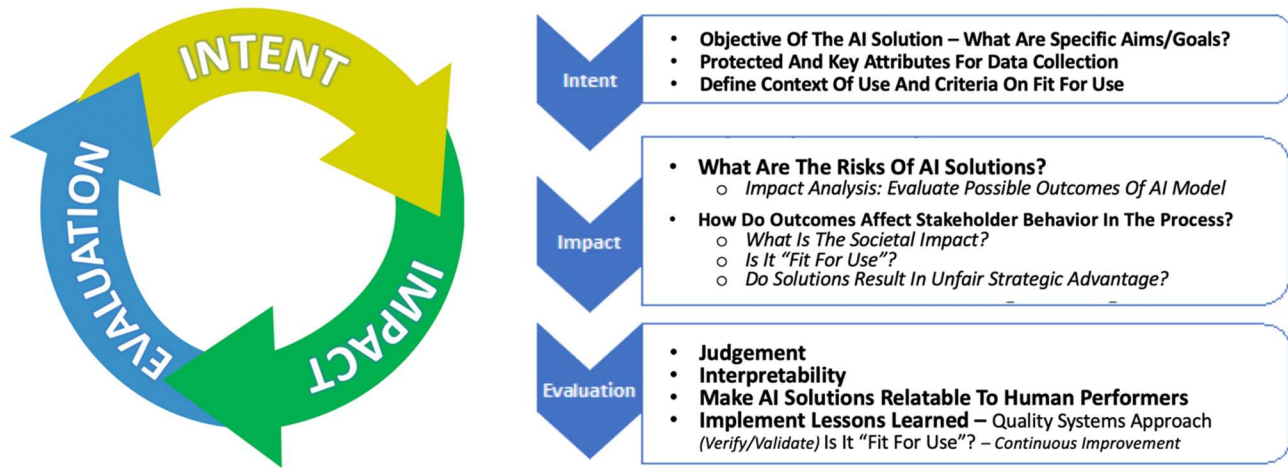 INTENT
IMPACT
EVALUATION
Intent
• Objective Of The AI Solution – What Are Specific Aims/Goals?
• Protected And Key Attributes For Data Collection
• Define Context Of Use And Criteria On Fit For Use
Impact
• What Are The Risks Of AI Solutions?
o Impact Analysis: Evaluate Possible Outcomes Of AI Model
• How Do Outcomes Affect Stakeholder Behavior In The Process?
o What Is The Societal Impact?
o Is It “Fit For Use”?
o Do Solutions Result In Unfair Strategic Advantage?
Evaluation
• Judgement
• Interpretability
• Make AI Solutions Relatable To Human Performers
• Implement Lessons Learned – Quality Systems Approach
(Verify/Validate) Is It “Fit For Use”? – Continuous Improvement